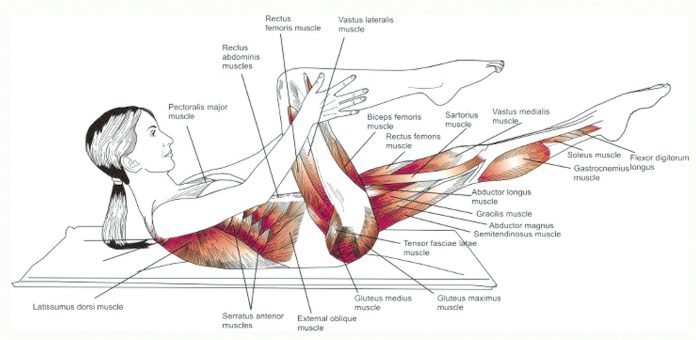 Rectus
femoris muscle
Vastus lateralis
muscle
Rectus
abdominis
muscles
Pectoralis major
muscle
Biceps femoris
muscle
Rectus femoris
muscle
Sartorius
muscle
Vastus medialis
muscle
Soleus muscle
Flexor digitorum
longus
Gastrocnemius
muscle
Abductor longus
muscle
Gracilis muscle
Abductor magnus
Semitendinosus muscle
Tensor fasciae latae
muscle
Gluteus medius
muscle
Gluteus maximus
muscle
Latissumus dorsi muscle
Serratus anterior
muscles
External oblique
muscle